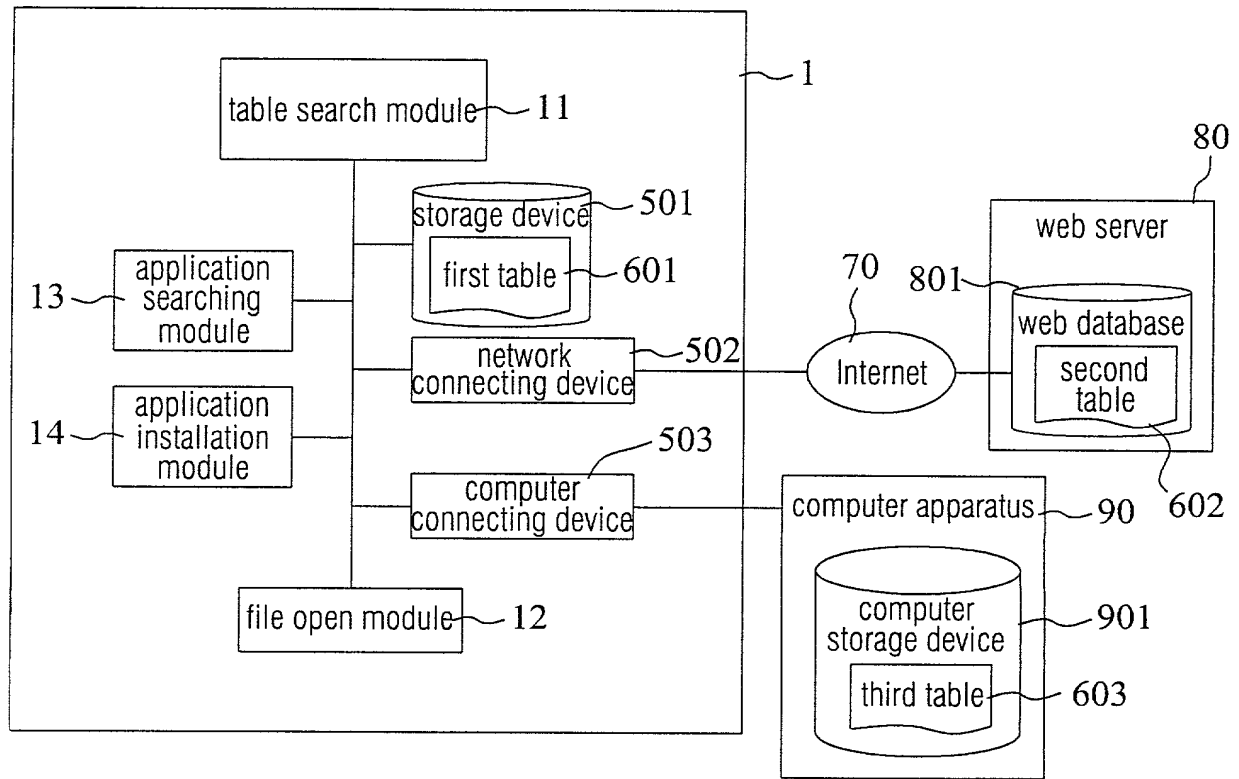 1
table search module
11
80
storage device
501
web server
first table
601
application
searching
module
13
70
801
web database
network
connecting device
502
Internet
second
table
application
installation
module
14
503
computer
connecting device
602
computer apparatus
90
file open module
12
computer
storage device
901
third table
603